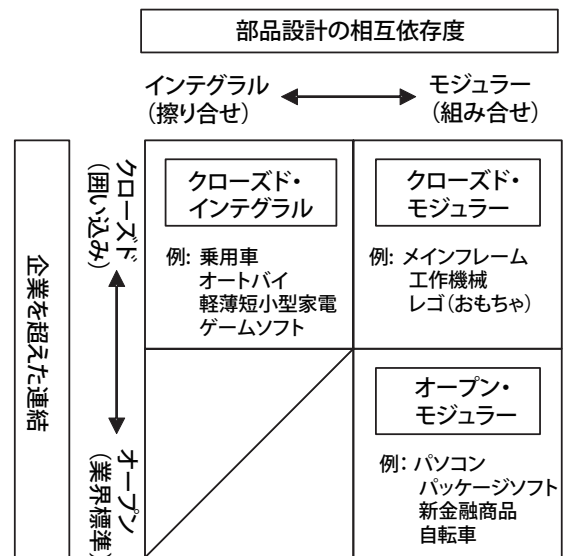 部品設計の相互依存度
インテグラル
(擦り合せ)
モジュラー
(組み合せ)
企業を超えた連結
クローズド
(囲い込み)
オープン
(業界標準)
クローズド・
インテグラル
例: 乗用車
オートバイ
軽薄短小型家電
ゲームソフト
クローズド・
モジュラー
例: メインフレーム
工作機械
レゴ(おもちゃ)
オープン・
モジュラー
例: パソコン
パッケージソフト
新金融商品
自転車